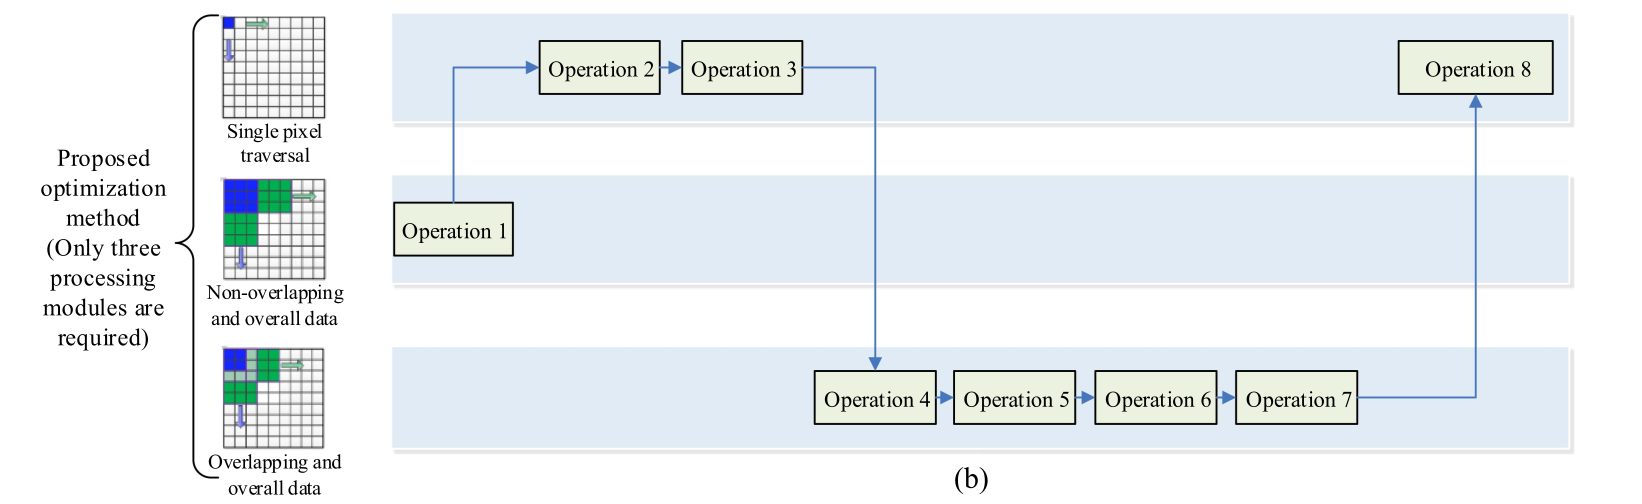 Proposed
optimization
method
(Only three
processing
modules are
required)
Single pixel
traversal
Non-overlapping
and overall data
Overlapping and
overall data
Operation 2
Operation 3
Operation 8
Operation 1
Operation 4
Operation 5
Operation 6
Operation 7
(b)